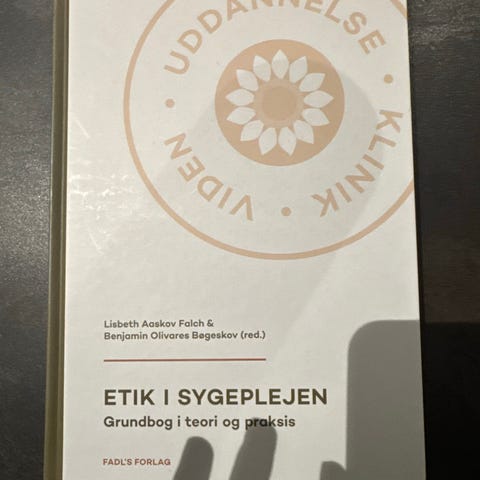 UDDANNELSE • KLINIK • VIDEN •
Lisbeth Aaskov Falch &
Benjamin Olivares Bøgeskov (red.)
ETIK I SYGEPLEJEN
Grundbog i teori og praksis
FADL'S FORLAG